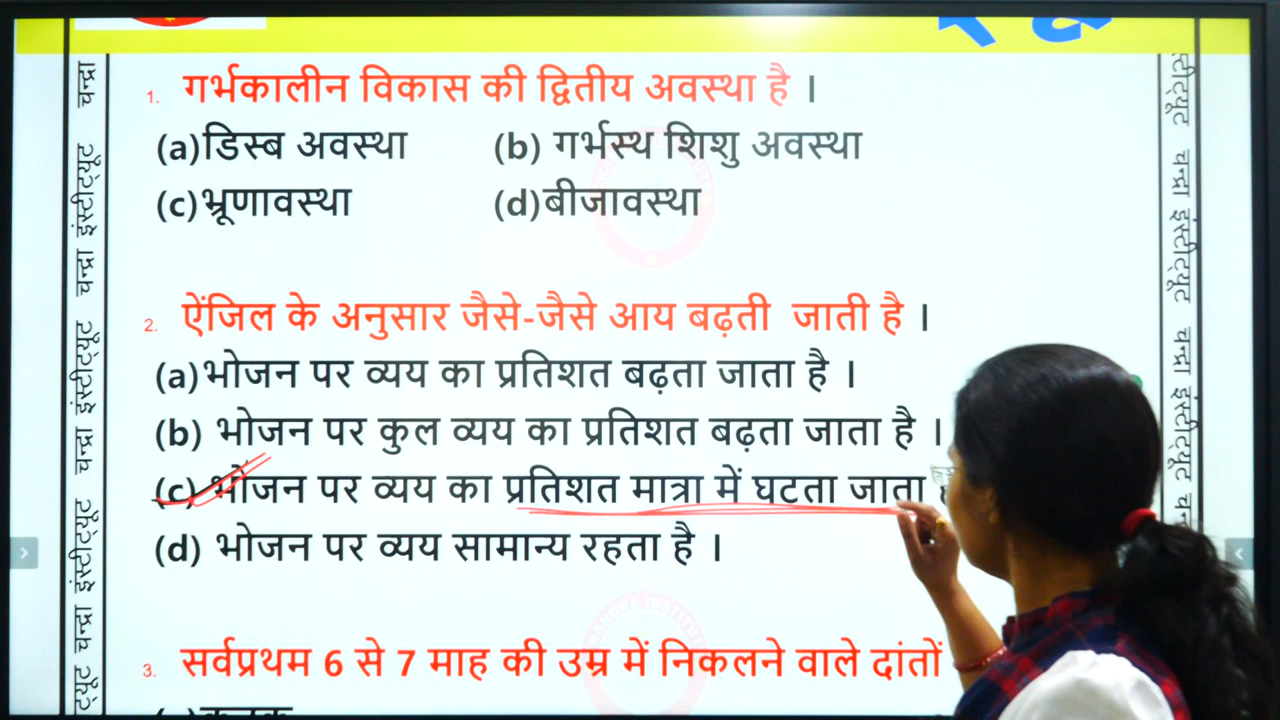 1. गर्भकालीन विकास की द्वितीय अवस्था है ।
(a)डिस्ब अवस्था (b) गर्भस्थ शिशु अवस्था
(c)भ्रूणावस्था (d)बीजावस्था
2. ऐंजिल के अनुसार जैसे-जैसे आय बढ़ती जाती है ।
(a)भोजन पर व्यय का प्रतिशत बढ़ता जाता है ।
(b) भोजन पर कुल व्यय का प्रतिशत बढ़ता जाता है ।
(c) भोजन पर व्यय का प्रतिशत मात्रा में घटता जाता
(d) भोजन पर व्यय सामान्य रहता है ।
3. सर्वप्रथम 6 से 7 माह की उम्र में निकलने वाले दांतों
चन्द्रा इंस्टीट्यूट चन्द्रा इंस्टीट्यूट चन्द्रा
चन्द्रा इंस्टीट्यूट चन्द्रा इंस्टीट्यूट